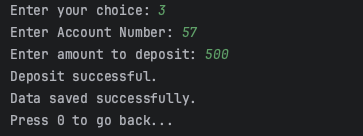 Enter your choice: 3
Enter Account Number: 57
Enter amount to deposit: 500
Deposit successful.
Data saved successfully.
Press 0 to go back...